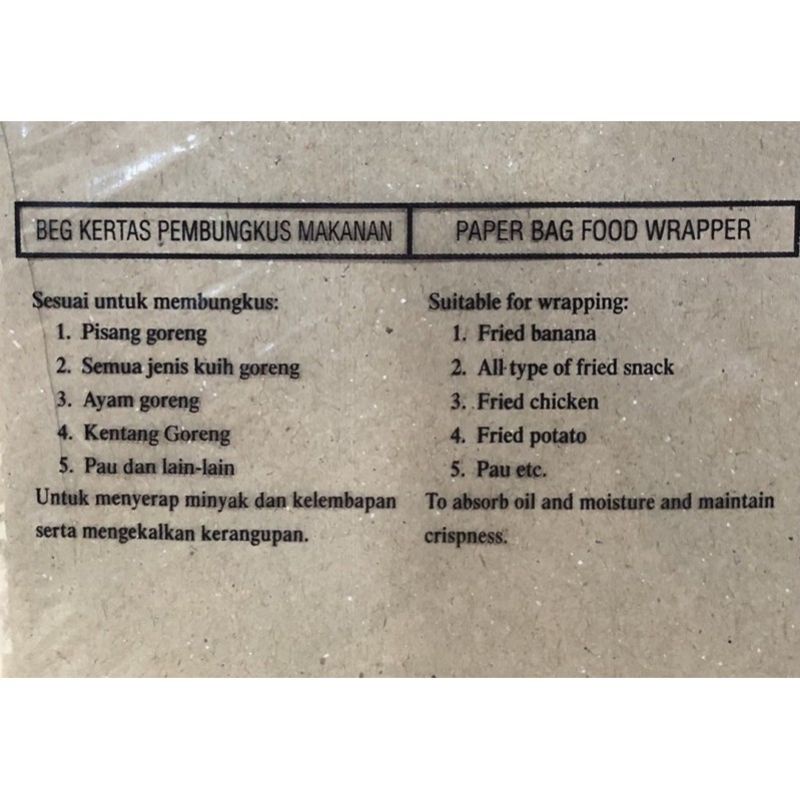 BEG KERTAS PEMBUNGKUS MAKANAN
Sesuai untuk membungkus:
1. Pisang goreng
2. Semua jenis kuih goreng
3. Ayam goreng
4. Kentang Goreng
5. Pau dan lain-lain
Untuk menyerap minyak dan kelembapan
serta mengekalkan kerangupan.
PAPER BAG FOOD WRAPPER
Suitable for wrapping:
1. Fried banana
2. All type of fried snack
3. Fried chicken
4. Fried potato
5. Pau etc.
To absorb oil and moisture and maintain
crispness.